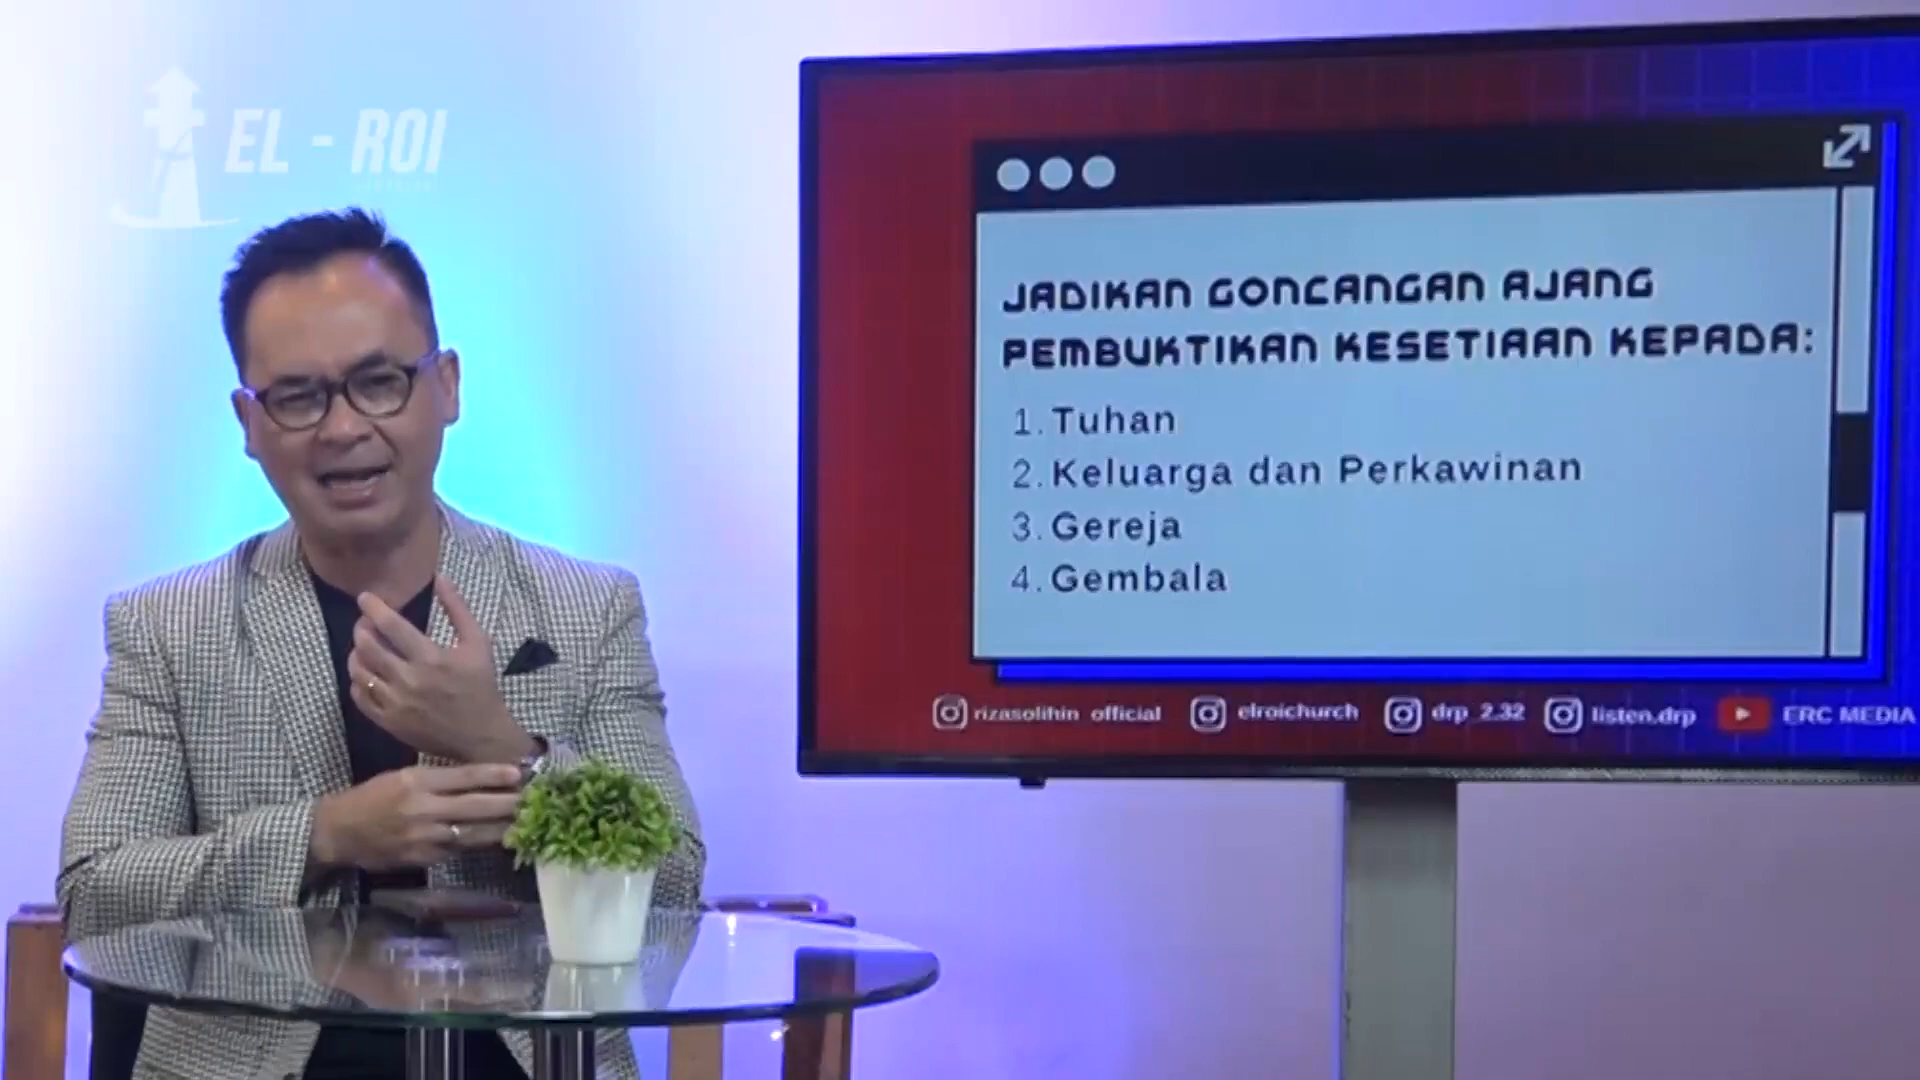 EL - ROI
JADIKAN GONCANGAN AJANG
PEMBUKTIKAN KESETIAAN KEPADA:
1. Tuhan
2. Keluarga dan Perkawinan
3. Gereja
4. Gembala
rizasolihin_official elroichurch drp_2.32 listen.drp ERC MEDIA